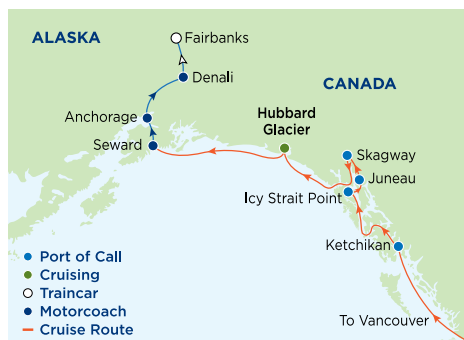 ALASKA
Fairbanks
Denali
CANADA
Anchorage
Hubbard
Glacier
Seward
Skagway
Juneau
Icy Strait Point
Ketchikan
Port of Call
Cruising
Traincar
Motorcoach
Cruise Route
To Vancouver